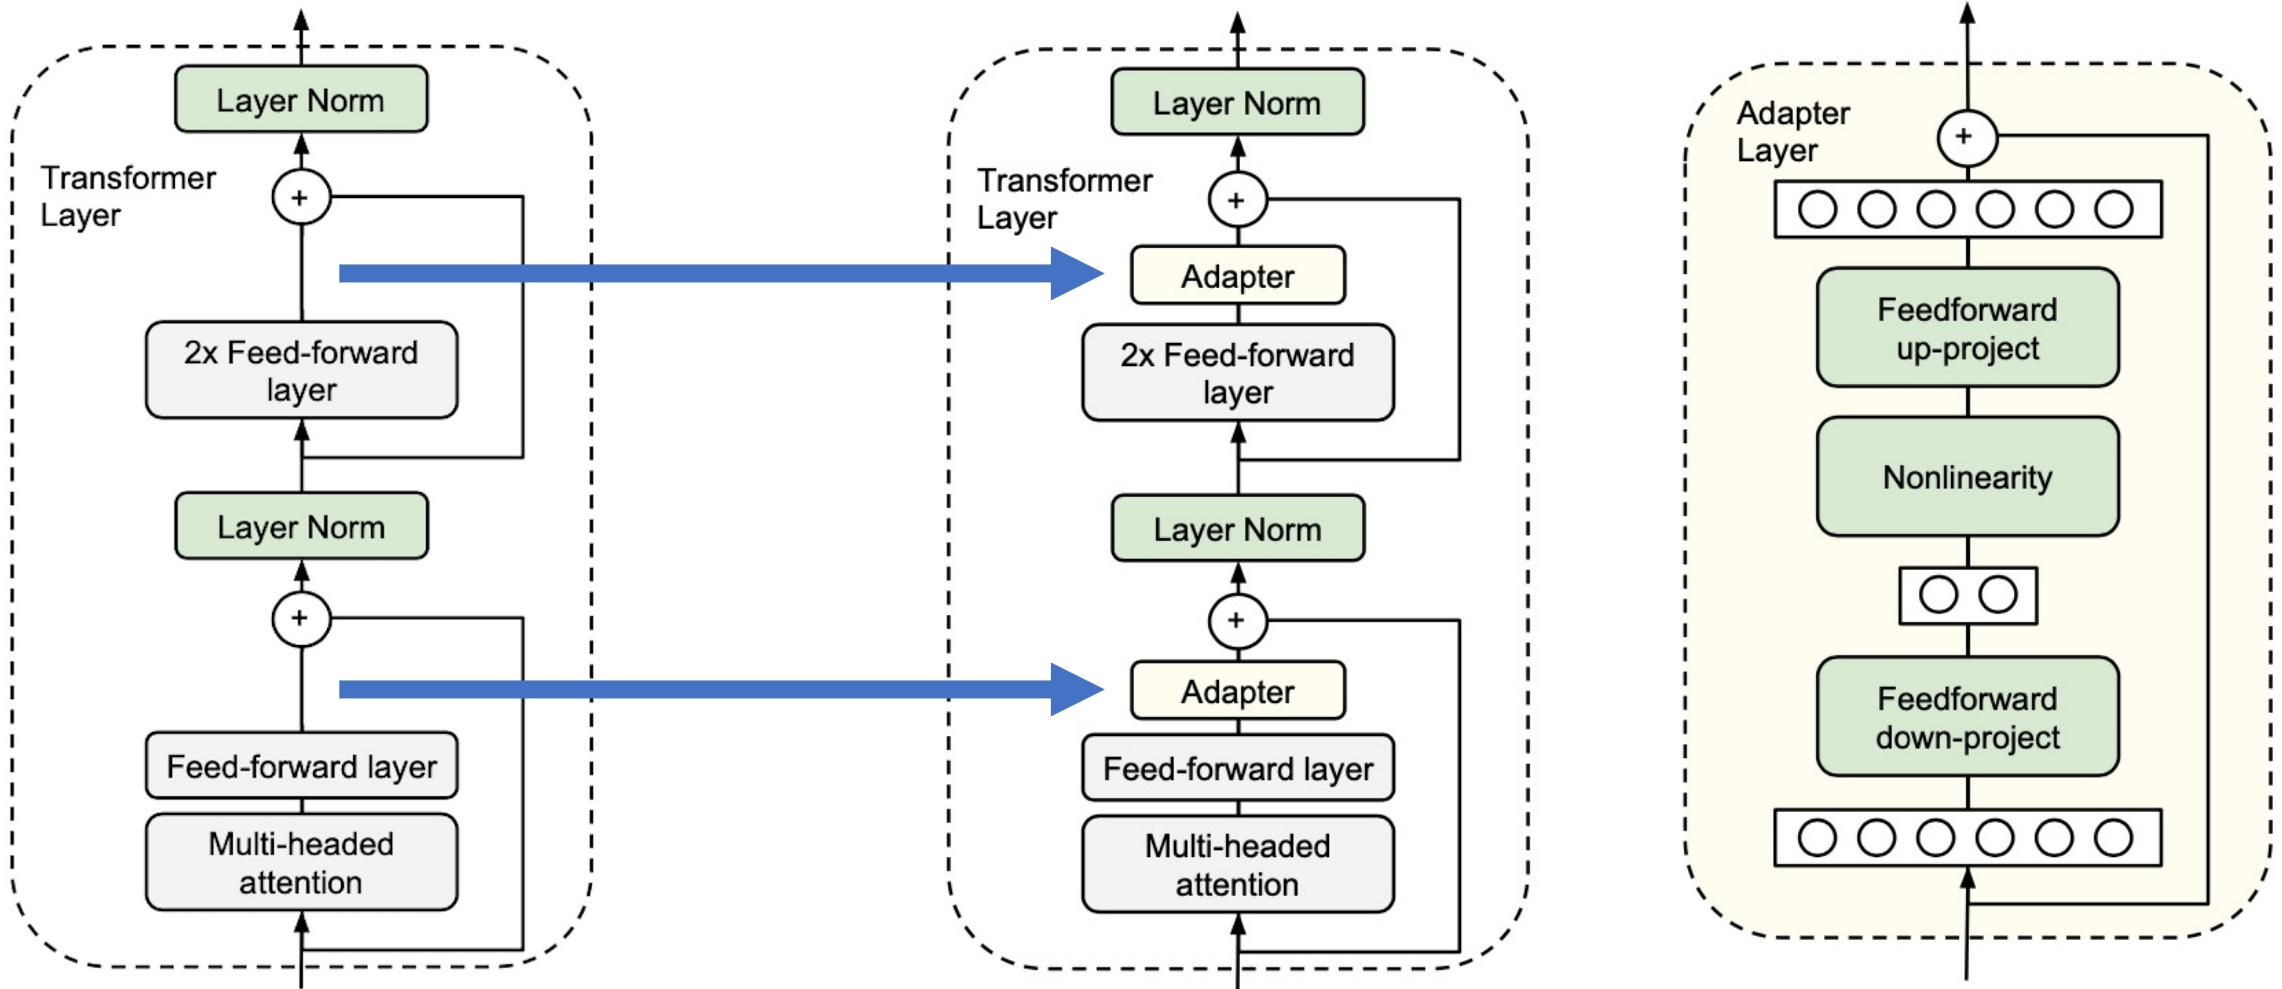 Layer Norm
Transformer
Layer
+
2x Feed-forward
layer
Layer Norm
+
Feed-forward layer
Multi-headed
attention
Layer Norm
Transformer
Layer
+
Adapter
2x Feed-forward
layer
Layer Norm
+
Adapter
Feed-forward layer
Multi-headed
attention
Adapter
Layer
+
Feedforward
up-project
Nonlinearity
Feedforward
down-project